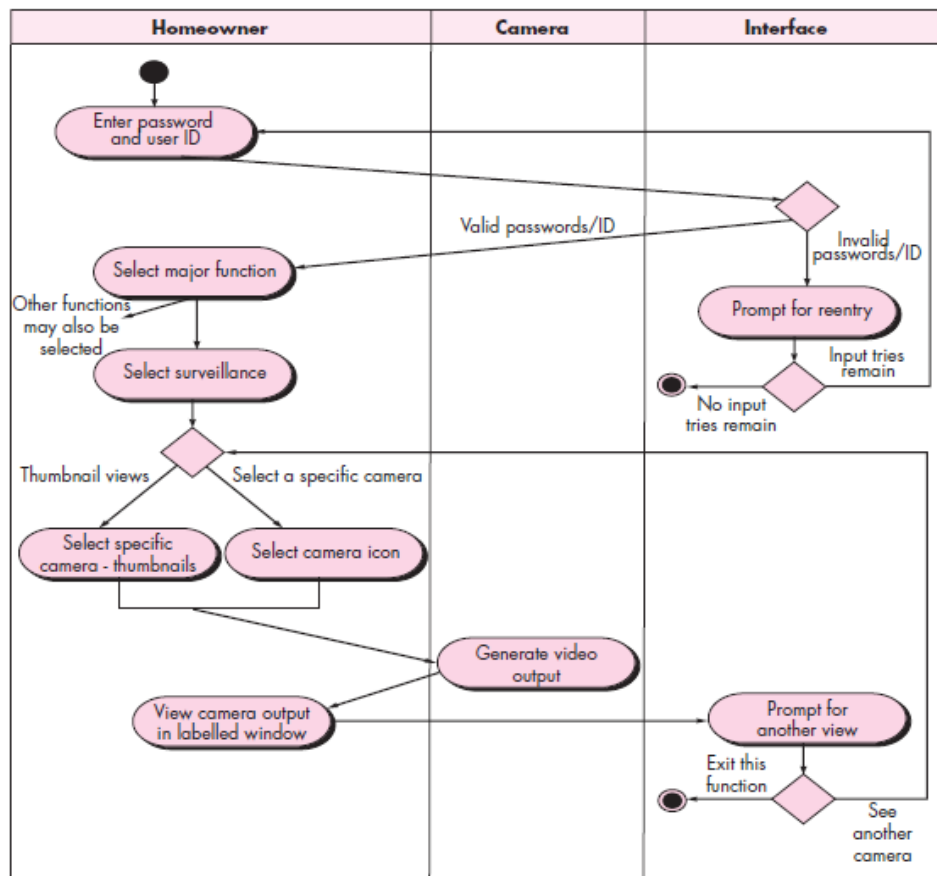 Homeowner
Camera
Interface
Enter password
and user ID
Valid passwords/ID
Invalid
passwords/ID
Select major function
Prompt for reentry
Other functions
may also be
selected
Input tries
remain
Select surveillance
No input
tries remain
Thumbnail views
Select a specific camera
Select specific
camera - thumbnails
Select camera icon
Generate video
output
View camera output
in labelled window
Prompt for
another view
Exit this
function
See
another
camera